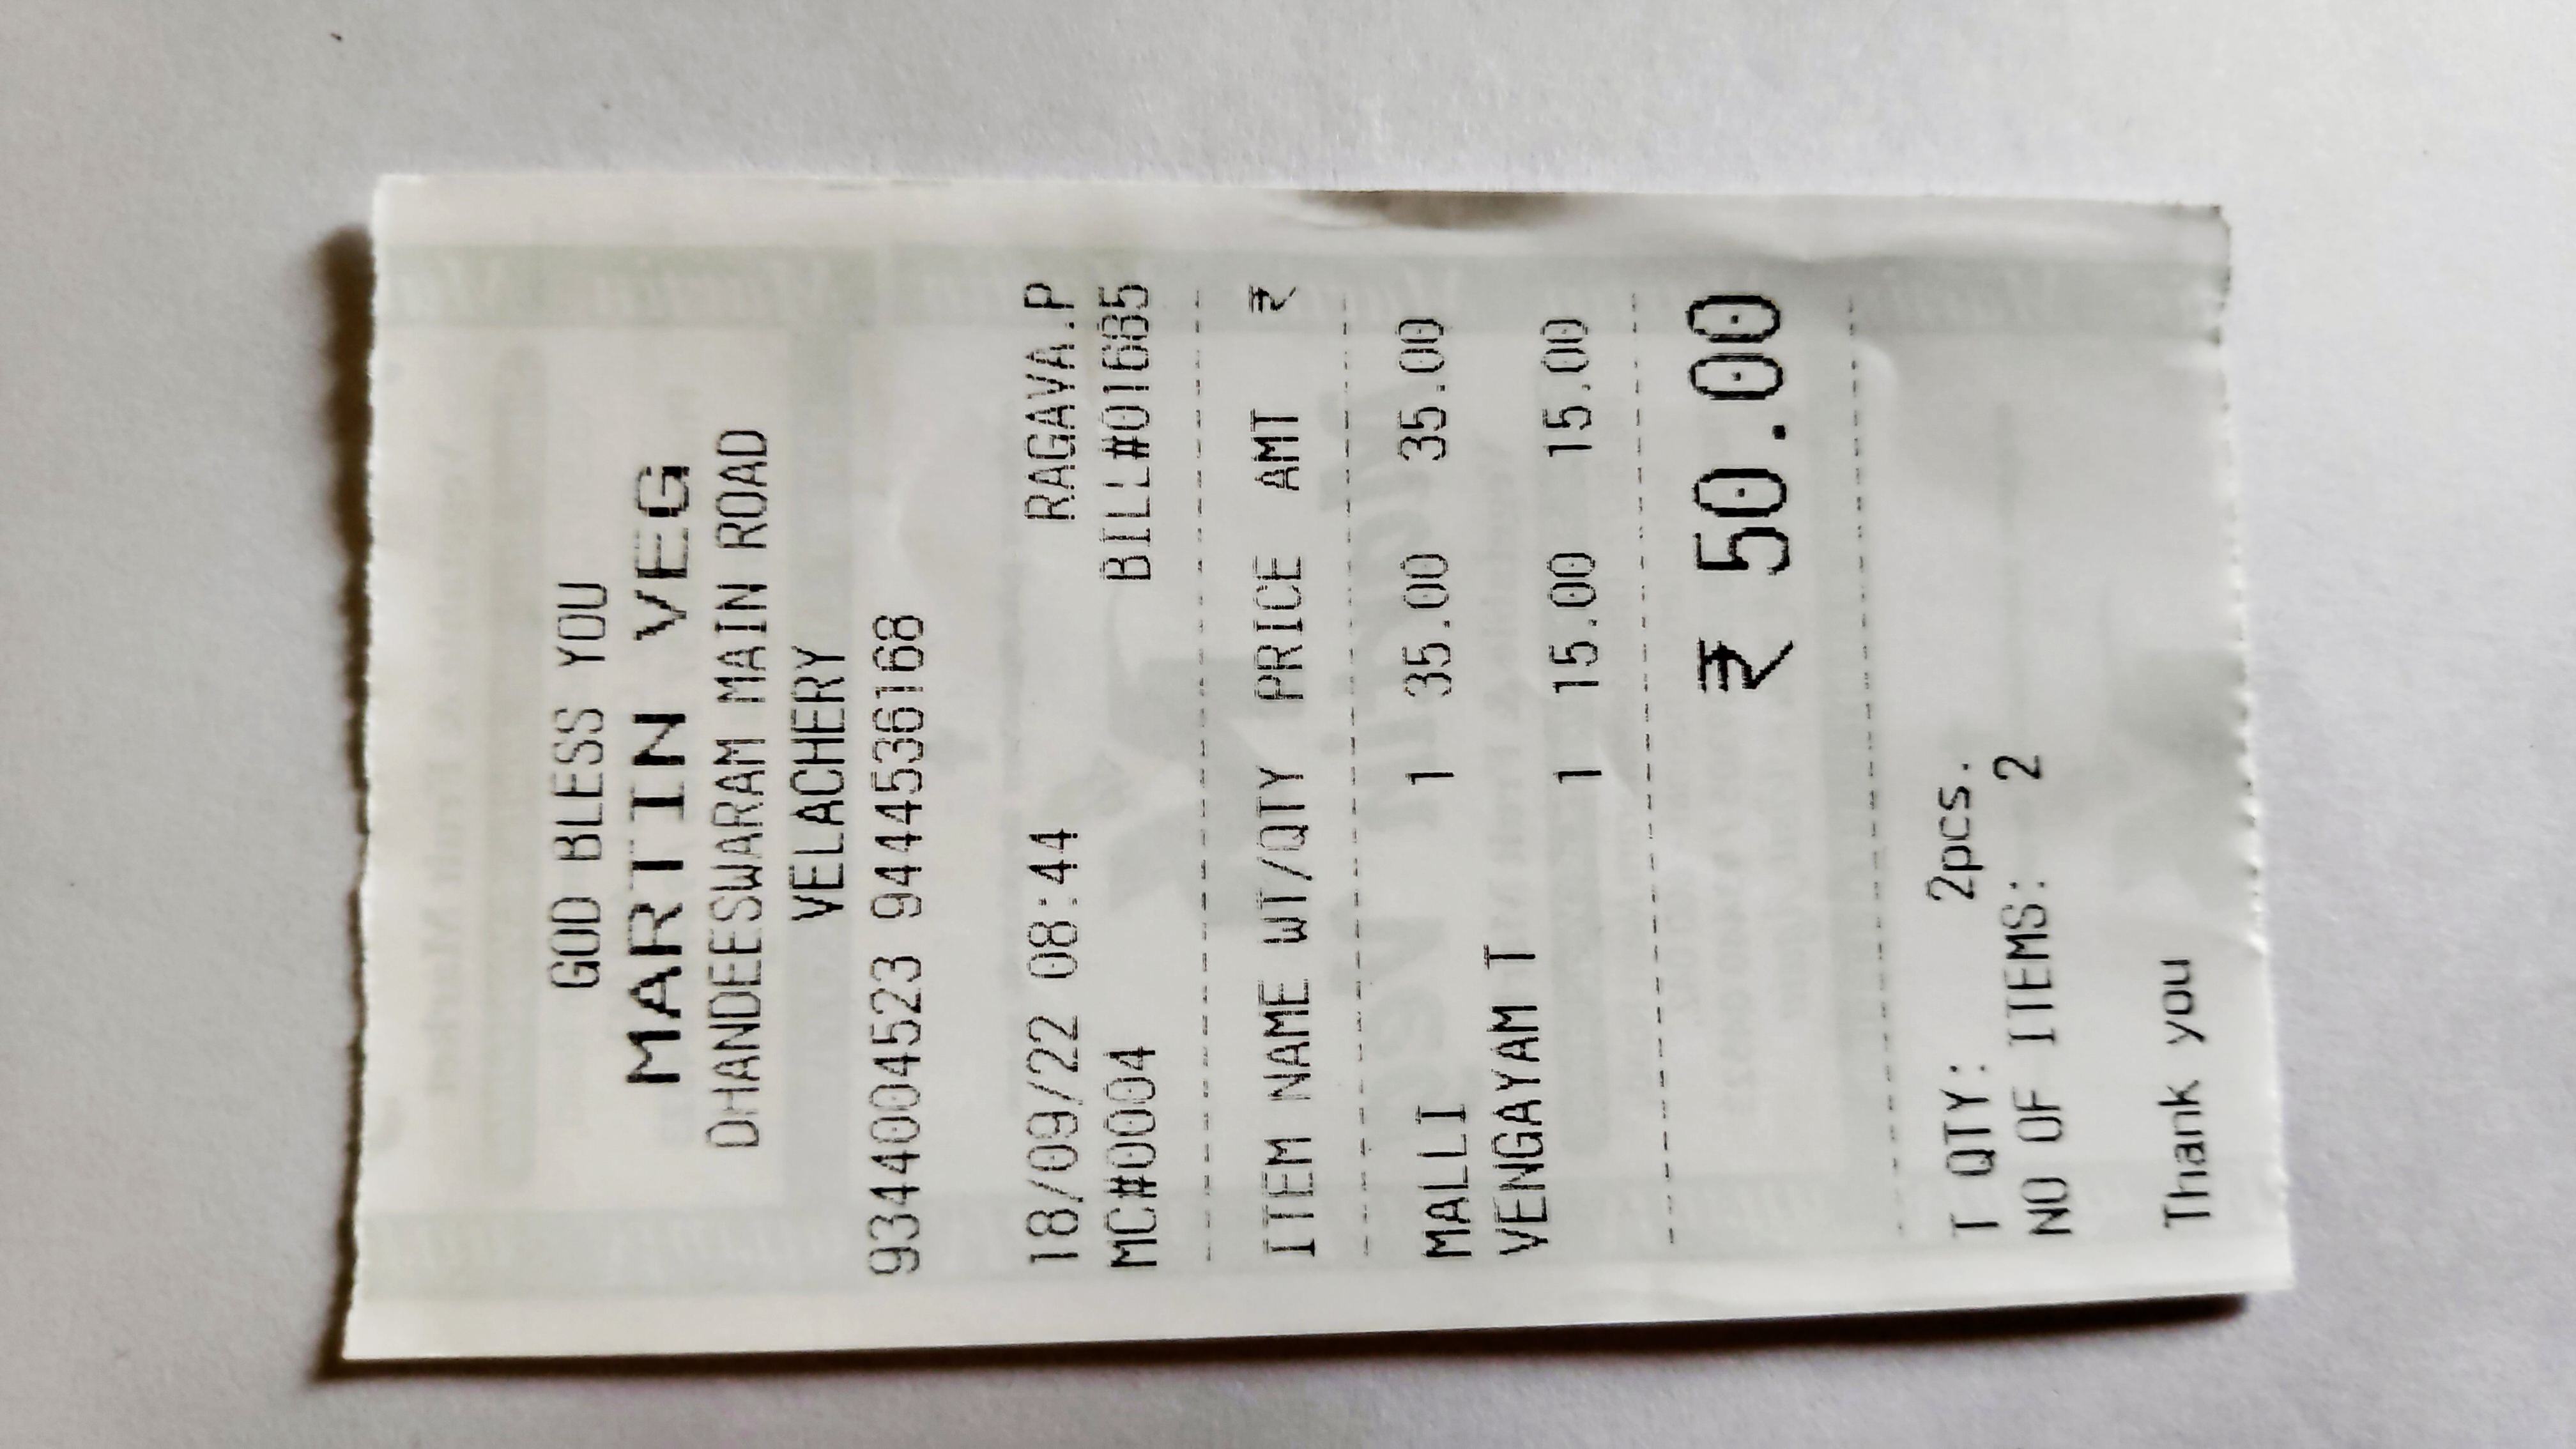 GOD BLESS YOU
MARTIN VEG
DHANDEESWARAM MAIN ROAD
VELACHERY
9344004523 9444536168
18/09/22 08:44 RAGAVA.P
MC#0004 BILL#01685
ITEM NAME WT/QTY PRICE AMT ₹
MALLI 1 35.00 35.00
VENGAYAM T
1 15.00 15.00
₹ 50.00
T QTY: 2pcs.
NO OF ITEMS: 2
Thank you